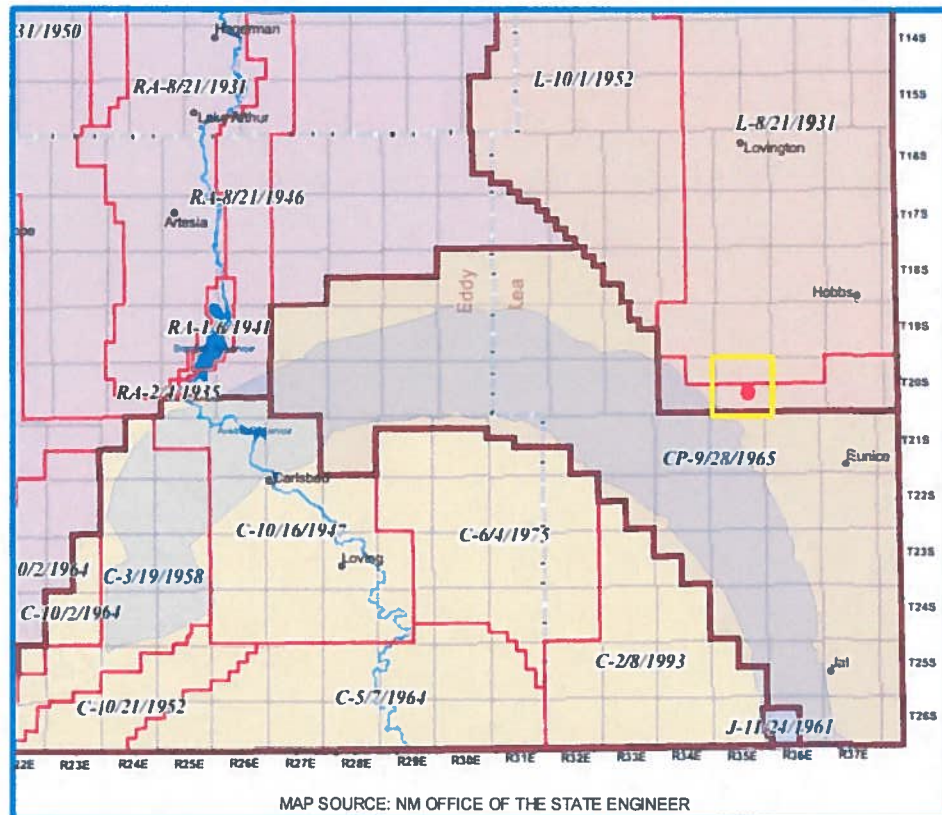 31/1950
Hagerman
T14S
RA-8/21/1931
L-10/1/1952
T15S
Lake Arthur
L-8/21/1931
Lovington
T16S
RA-8/21/1946
Artesia
T17S
T18S
Eddy
Lea
Hobbs
RA-1/6/1941
T19S
RA-2/1/1935
T20S
T21S
CP-9/28/1965
Eunice
Carlsbad
T22S
C-10/16/1947
C-6/4/1975
Loving
T23S
0/2/1964
C-3/19/1958
C-10/2/1964
T24S
C-2/8/1993
Jal
T25S
C-10/21/1952
C-5/7/1964
J-11/24/1961
T26S
22E R23E R24E R25E R26E R27E R28E R29E R30E R31E R32E R33E R34E R35E R36E R37E
MAP SOURCE: NM OFFICE OF THE STATE ENGINEER